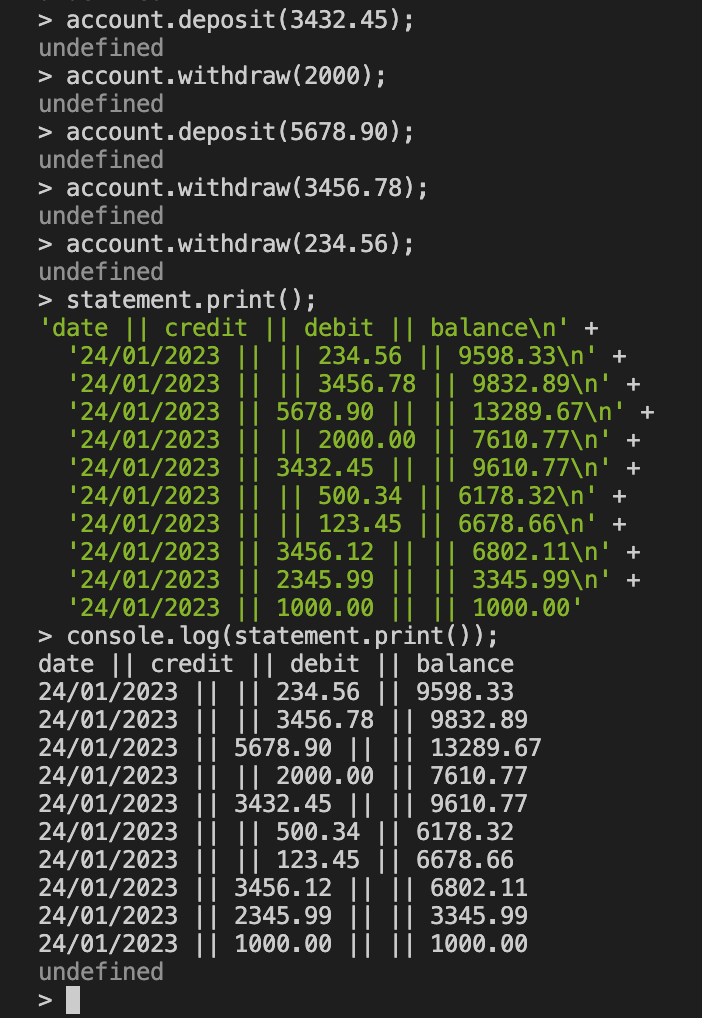 > account.deposit(3432.45);
undefined
> account.withdraw(2000);
undefined
> account.deposit(5678.90);
undefined
> account.withdraw(3456.78);
undefined
> account.withdraw(234.56);
undefined
> statement.print();
'date || credit || debit || balance\n' +
  '24/01/2023 || || 234.56 || 9598.33\n' +
  '24/01/2023 || || 3456.78 || 9832.89\n' +
  '24/01/2023 || 5678.90 || || 13289.67\n' +
  '24/01/2023 || || 2000.00 || 7610.77\n' +
  '24/01/2023 || 3432.45 || || 9610.77\n' +
  '24/01/2023 || || 500.34 || 6178.32\n' +
  '24/01/2023 || || 123.45 || 6678.66\n' +
  '24/01/2023 || 3456.12 || || 6802.11\n' +
  '24/01/2023 || 2345.99 || || 3345.99\n' +
  '24/01/2023 || 1000.00 || || 1000.00'
> console.log(statement.print());
date || credit || debit || balance
24/01/2023 || || 234.56 || 9598.33
24/01/2023 || || 3456.78 || 9832.89
24/01/2023 || 5678.90 || || 13289.67
24/01/2023 || || 2000.00 || 7610.77
24/01/2023 || 3432.45 || || 9610.77
24/01/2023 || || 500.34 || 6178.32
24/01/2023 || || 123.45 || 6678.66
24/01/2023 || 3456.12 || || 6802.11
24/01/2023 || 2345.99 || || 3345.99
24/01/2023 || 1000.00 || || 1000.00
undefined
>